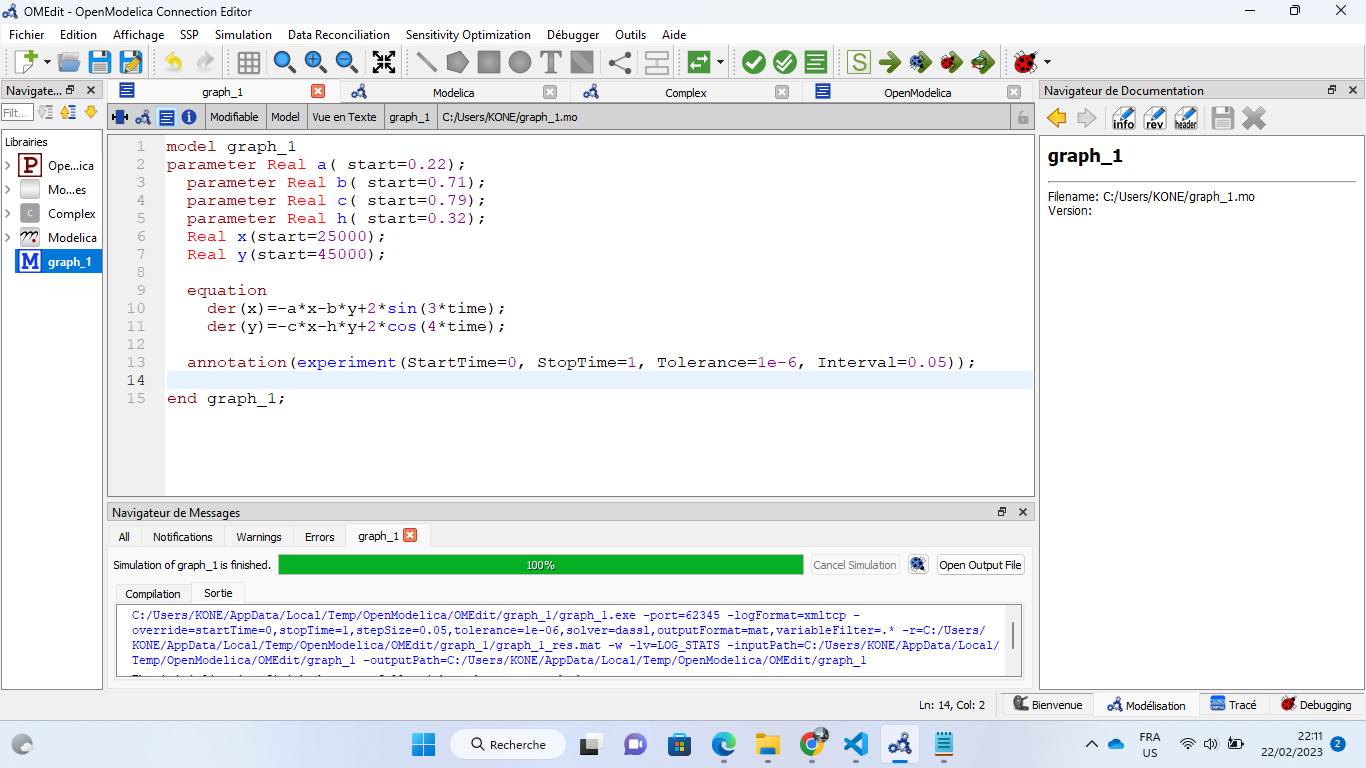 OMEdit - OpenModelica Connection Editor
Fichier Edition Affichage SSP Simulation Data Reconciliation Sensitivity Optimization Débugger Outils Aide
Navigate...
graph_1
Modelica
Complex
OpenModelica
Navigateur de Documentation
Filt...
Modifiable Model Vue en Texte graph_1 C:/Users/KONE/graph_1.mo
info rev header
Librairies
P Ope...ica
Mo...es
C Complex
Modelica
M graph_1
1 model graph_1
2 parameter Real a( start=0.22);
3 parameter Real b( start=0.71);
4 parameter Real c( start=0.79);
5 parameter Real h( start=0.32);
6 Real x(start=25000);
7 Real y(start=45000);
8
9 equation
10 der(x)=-a*x-b*y+2*sin(3*time);
11 der(y)=-c*x-h*y+2*cos(4*time);
12
13 annotation(experiment(StartTime=0, StopTime=1, Tolerance=1e-6, Interval=0.05));
14
15 end graph_1;
graph_1
Filename: C:/Users/KONE/graph_1.mo
Version:
Navigateur de Messages
All Notifications Warnings Errors graph_1
Simulation of graph_1 is finished. 100% Cancel Simulation Open Output File
Compilation Sortie
C:/Users/KONE/AppData/Local/Temp/OpenModelica/OMEdit/graph_1/graph_1.exe -port=62345 -logFormat=xmltcp -
override=startTime=0,stopTime=1,stepSize=0.05,tolerance=1e-06,solver=dassl,outputFormat=mat,variableFilter=.* -r=C:/Users/
KONE/AppData/Local/Temp/OpenModelica/OMEdit/graph_1/graph_1_res.mat -w -lv=LOG_STATS -inputPath=C:/Users/KONE/AppData/Local/
Temp/OpenModelica/OMEdit/graph_1 -outputPath=C:/Users/KONE/AppData/Local/Temp/OpenModelica/OMEdit/graph_1
Ln: 14, Col: 2 Bienvenue Modélisation Tracé Debugging
Recherche
FRA
US
22:11
22/02/2023
2